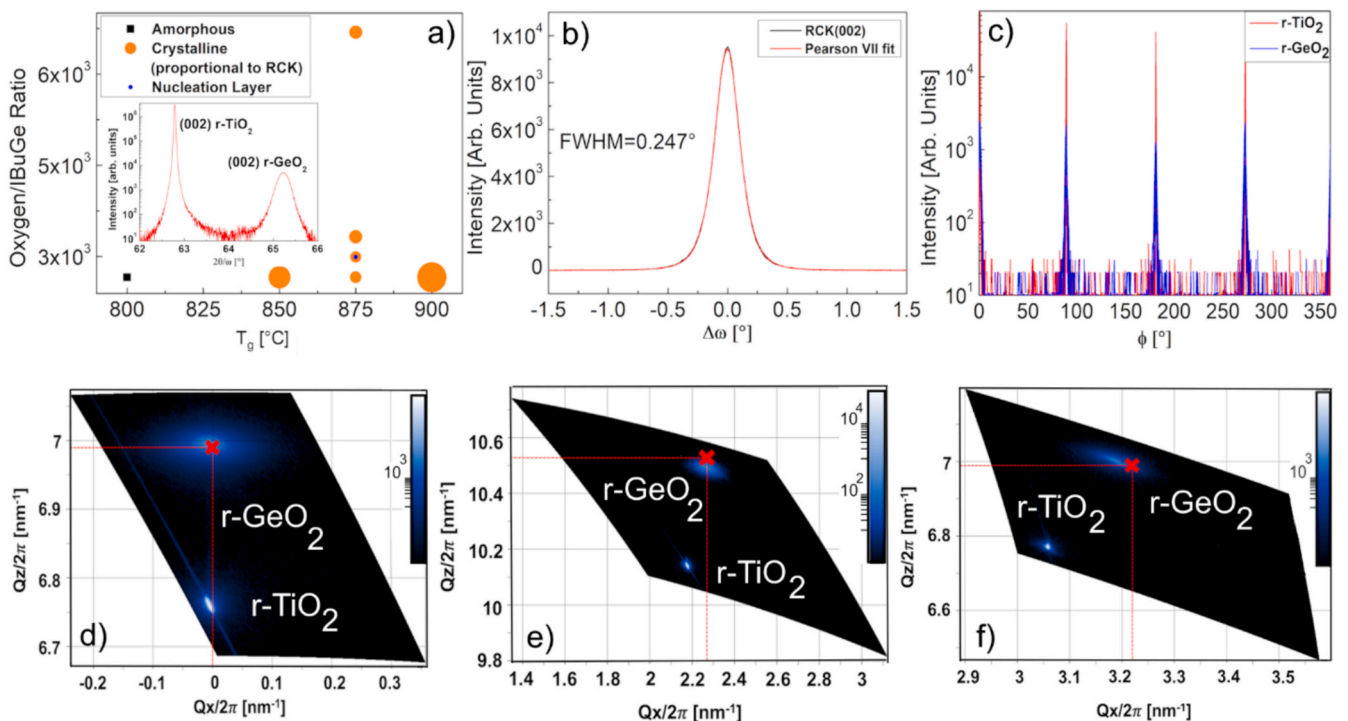 a)
Amorphous
Crystalline
(proportional to RCK)
Nucleation Layer
Oxygen/IBuGe Ratio
6x10³
5x10³
3x10³
800 825 850 875 900
T_g [°C]
(002) r-TiO₂
(002) r-GeO₂
Intensity [arb. units]
10⁶
10⁵
10⁴
10³
10²
10¹
62 63 64 65 66
2θ/ω [°]
b)
RCK(002)
Pearson VII fit
FWHM=0.247°
Intensity [Arb. Units]
1x10⁴
8x10³
6x10³
4x10³
2x10³
0
-1.5 -1.0 -0.5 0.0 0.5 1.0 1.5
Δω [°]
c)
r-TiO₂
r-GeO₂
Intensity [Arb. Units]
10⁴
10³
10²
10¹
0 50 100 150 200 250 300 350
ϕ [°]
d)
r-GeO₂
r-TiO₂
10³
Qz/2π [nm⁻¹]
7
6.9
6.8
6.7
-0.2 -0.1 0 0.1 0.2 0.3
Qx/2π [nm⁻¹]
e)
r-GeO₂
r-TiO₂
10⁴
10²
Qz/2π [nm⁻¹]
10.6
10.4
10.2
10
9.8
1.4 1.6 1.8 2 2.2 2.4 2.6 2.8 3
Qx/2π [nm⁻¹]
f)
r-TiO₂
r-GeO₂
10³
Qz/2π [nm⁻¹]
7
6.8
6.6
2.9 3 3.1 3.2 3.3 3.4 3.5
Qx/2π [nm⁻¹]